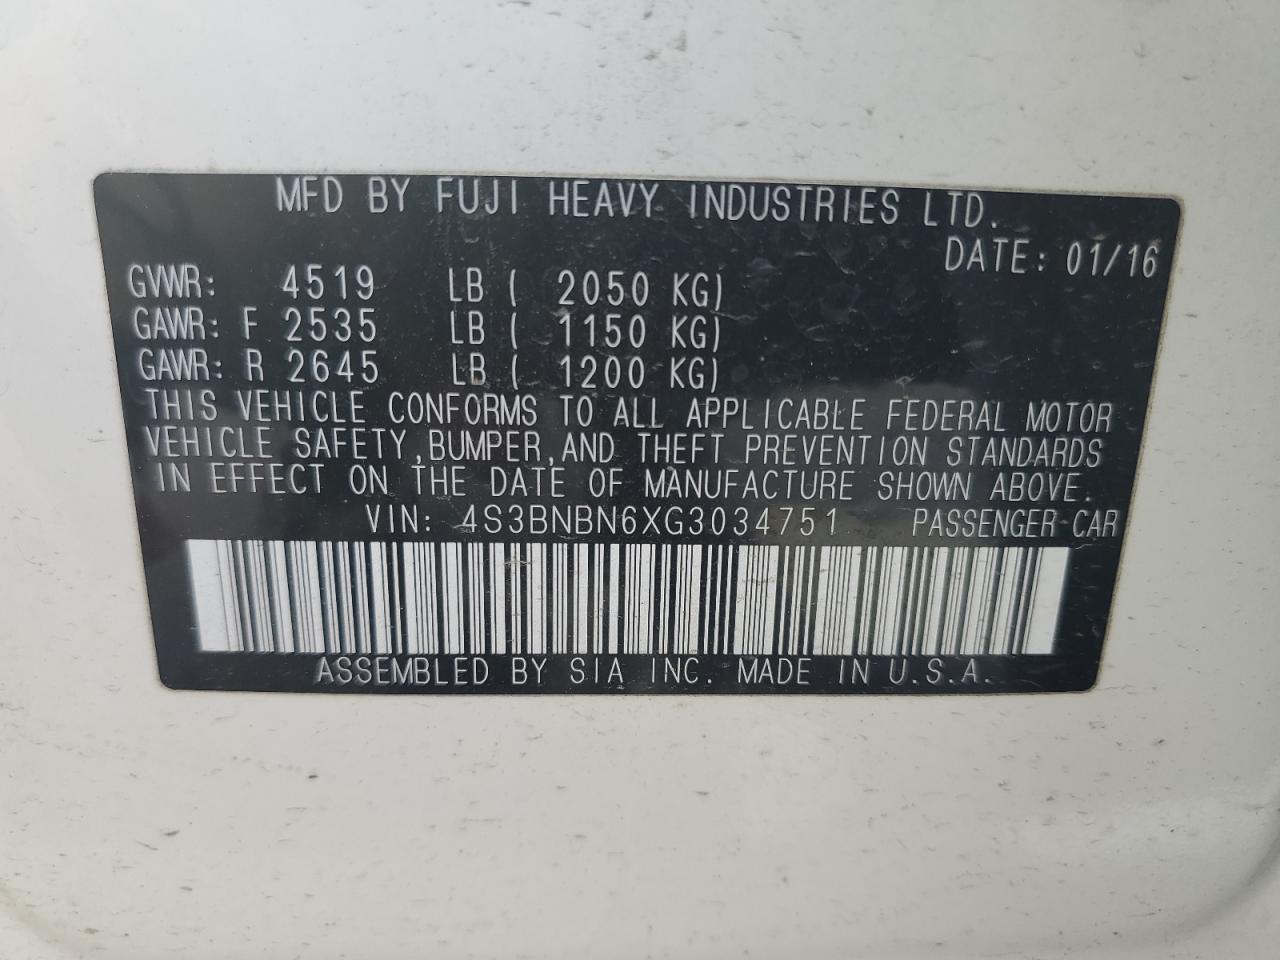 MFD BY FUJI HEAVY INDUSTRIES LTD.
DATE: 01/16
GVWR: 4519 LB ( 2050 KG)
GAWR: F 2535 LB ( 1150 KG)
GAWR: R 2645 LB ( 1200 KG)
THIS VEHICLE CONFORMS TO ALL APPLICABLE FEDERAL MOTOR
VEHICLE SAFETY, BUMPER, AND THEFT PREVENTION STANDARDS
IN EFFECT ON THE DATE OF MANUFACTURE SHOWN ABOVE.
VIN: 4S3BNBN6XG3034751 PASSENGER CAR
ASSEMBLED BY SIA INC. MADE IN U.S.A.